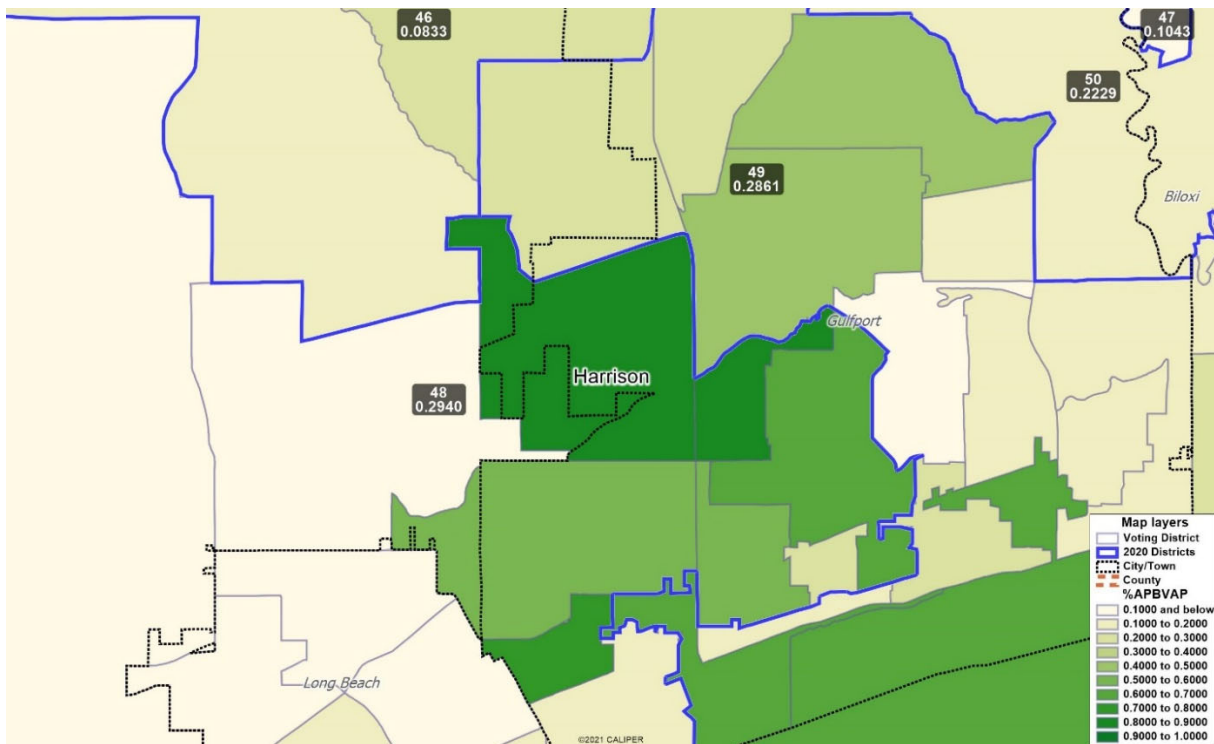 46
0.0833
47
0.1043
50
0.2229
49
0.2861
Biloxi
Gulfport
Harrison
48
0.2940
Long Beach
Map layers
Voting District
2020 Districts
City/Town
County
%APBVAP
0.1000 and below
0.1000 to 0.2000
0.2000 to 0.3000
0.3000 to 0.4000
0.4000 to 0.5000
0.5000 to 0.6000
0.6000 to 0.7000
0.7000 to 0.8000
0.8000 to 0.9000
0.9000 to 1.0000
©2021 CALIPER